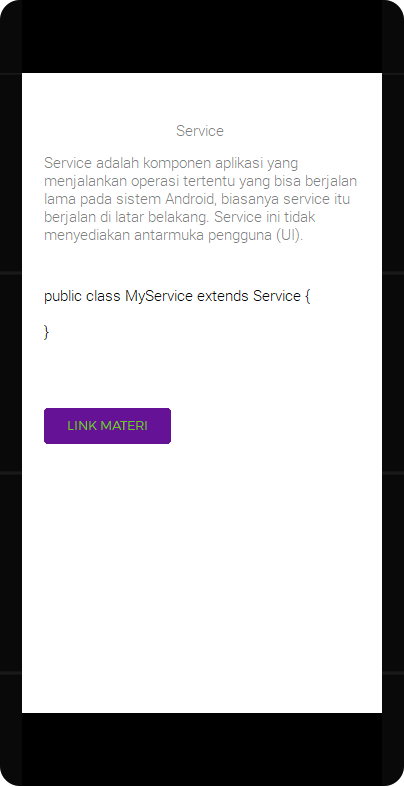 Service
Service adalah komponen aplikasi yang
menjalankan operasi tertentu yang bisa berjalan
lama pada sistem Android, biasanya service itu
berjalan di latar belakang. Service ini tidak
menyediakan antarmuka pengguna (UI).
public class MyService extends Service {
}
LINK MATERI